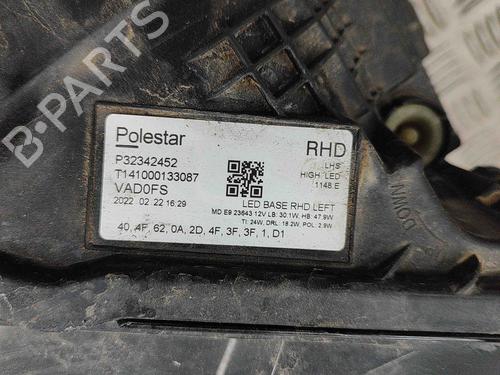 B-Parts
Polestar
RHD
P32342452
LHS
T141000133087
HIGH LED
VADOFS
1148 E
2022 02 22 16:29
LED BASE RHD LEFT
MD E9 23643 12V LB: 30.1W, HB: 47.9W
TI: 24W, DRL: 18.2W, POL: 2.9W
40, 4F, 62, 0A, 2D, 4F, 3F, 3F, 1, D1
DOWN